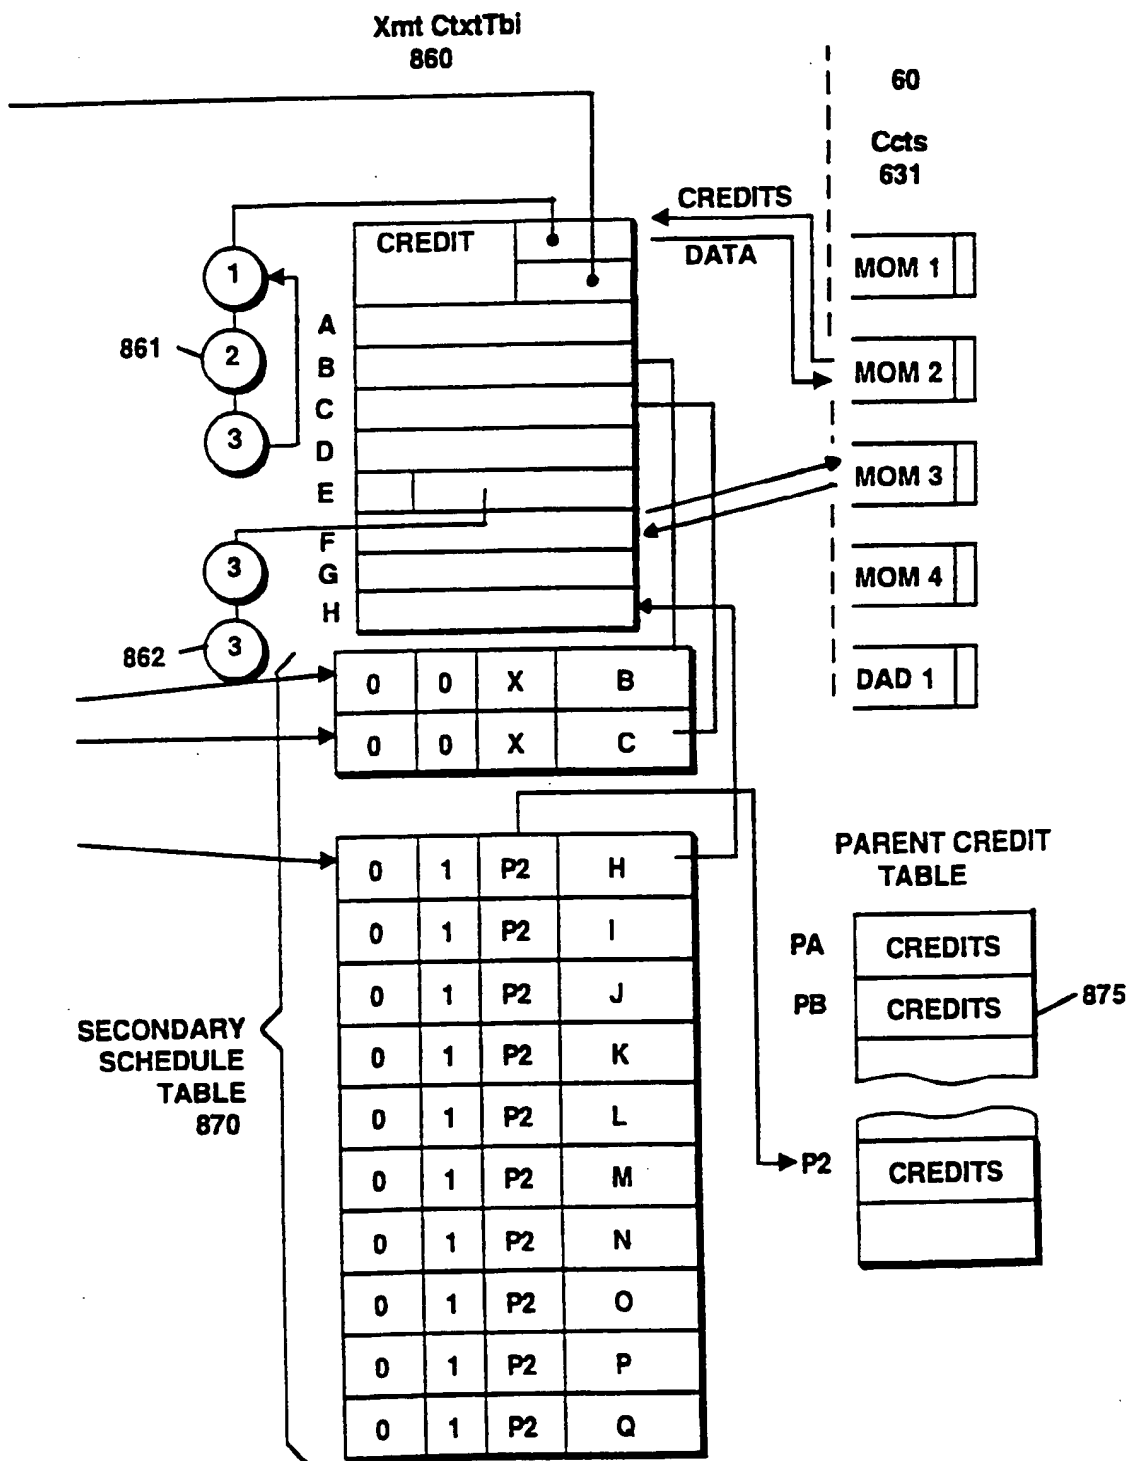 Xmt CtxtTbl
860
60
Ccts
631
CREDITS
DATA
CREDIT
1
2
3
861
A
B
C
D
E
F
G
H
3
3
862
MOM 1
MOM 2
MOM 3
MOM 4
DAD 1
0 0 X B
0 0 X C
0 1 P2 H
0 1 P2 I
0 1 P2 J
0 1 P2 K
0 1 P2 L
0 1 P2 M
0 1 P2 N
0 1 P2 O
0 1 P2 P
0 1 P2 Q
SECONDARY
SCHEDULE
TABLE
870
PARENT CREDIT
TABLE
PA CREDITS
PB CREDITS
875
P2 CREDITS